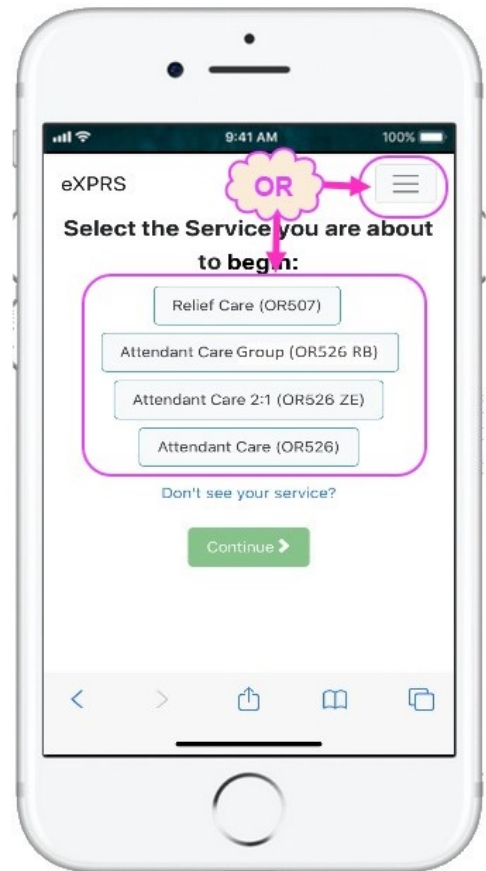 9:41 AM 100%
eXPRS
OR
Select the Service you are about
to begin:
Relief Care (OR507)
Attendant Care Group (OR526 RB)
Attendant Care 2:1 (OR526 ZE)
Attendant Care (OR526)
Don't see your service?
Continue